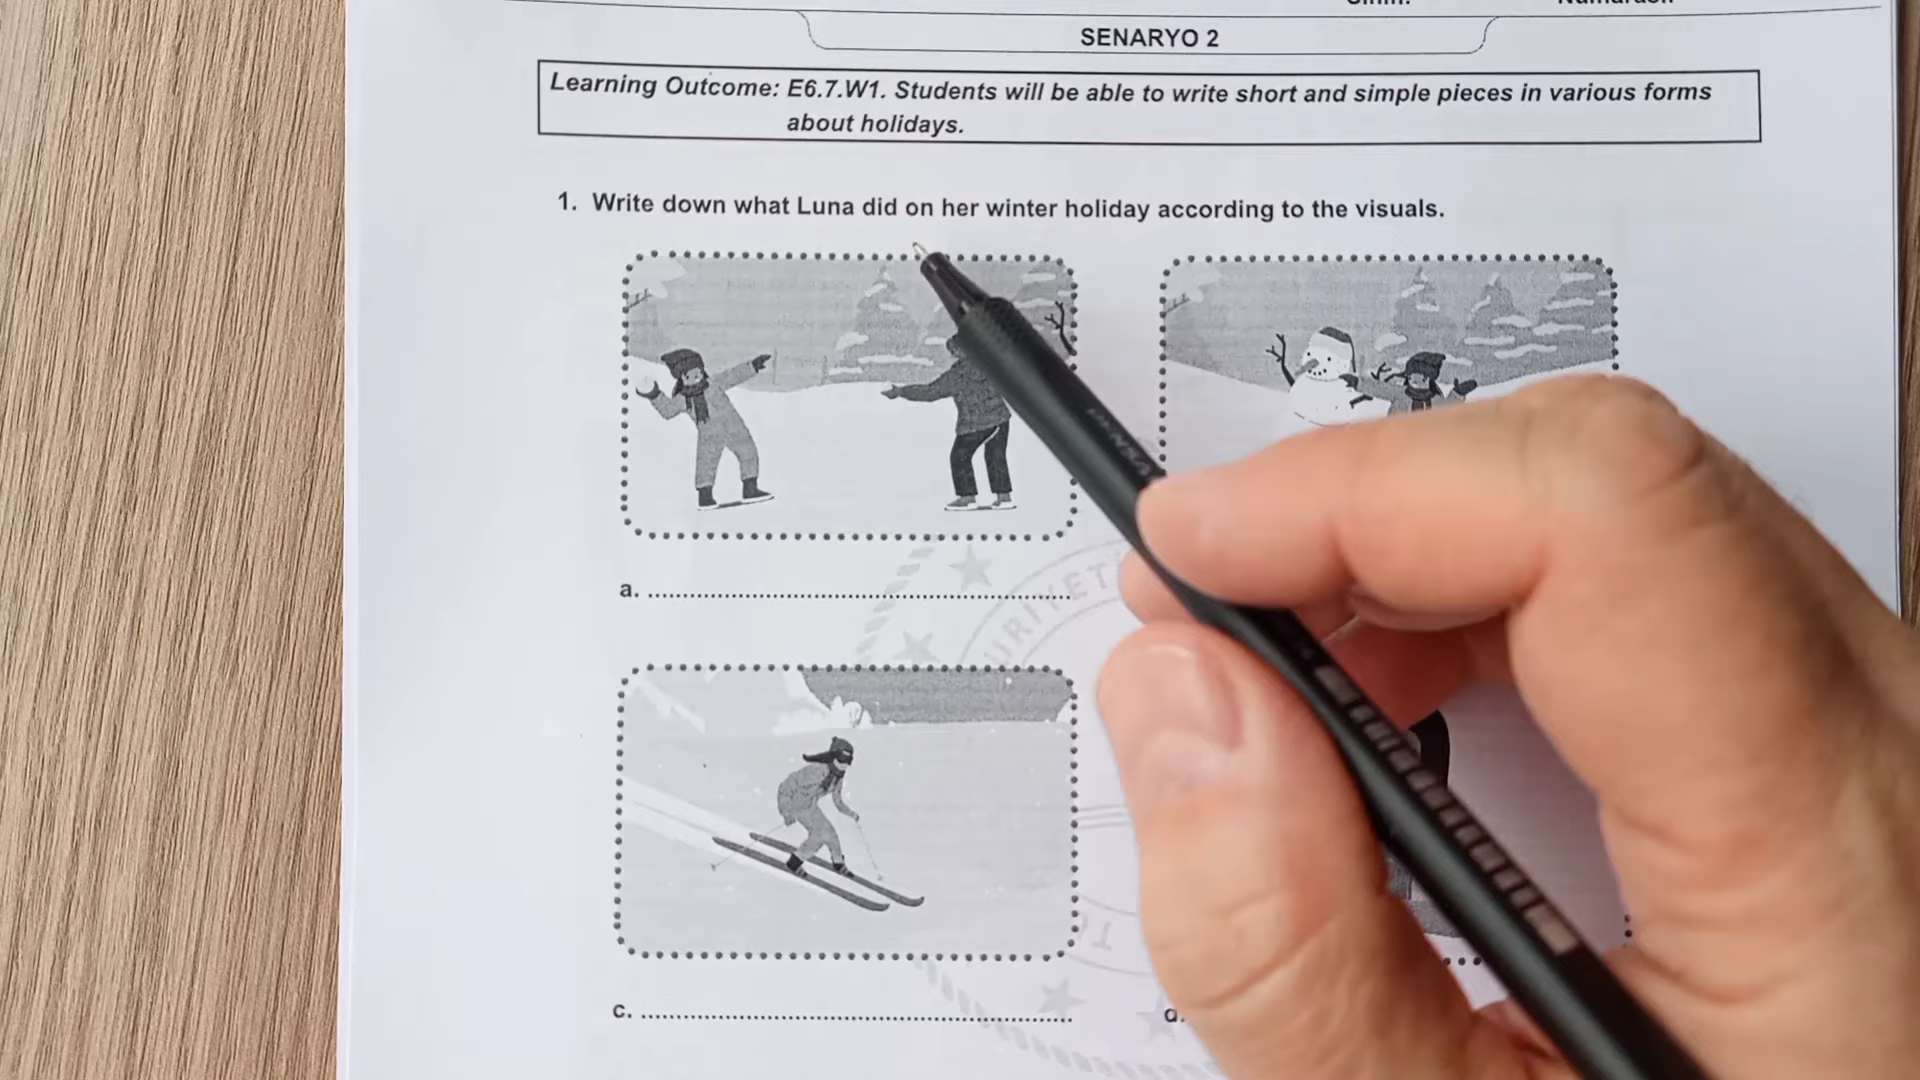 SENARYO 2
Learning Outcome: E6.7.W1. Students will be able to write short and simple pieces in various forms
about holidays.
1. Write down what Luna did on her winter holiday according to the visuals.
a. ....................................................................
c. ....................................................................